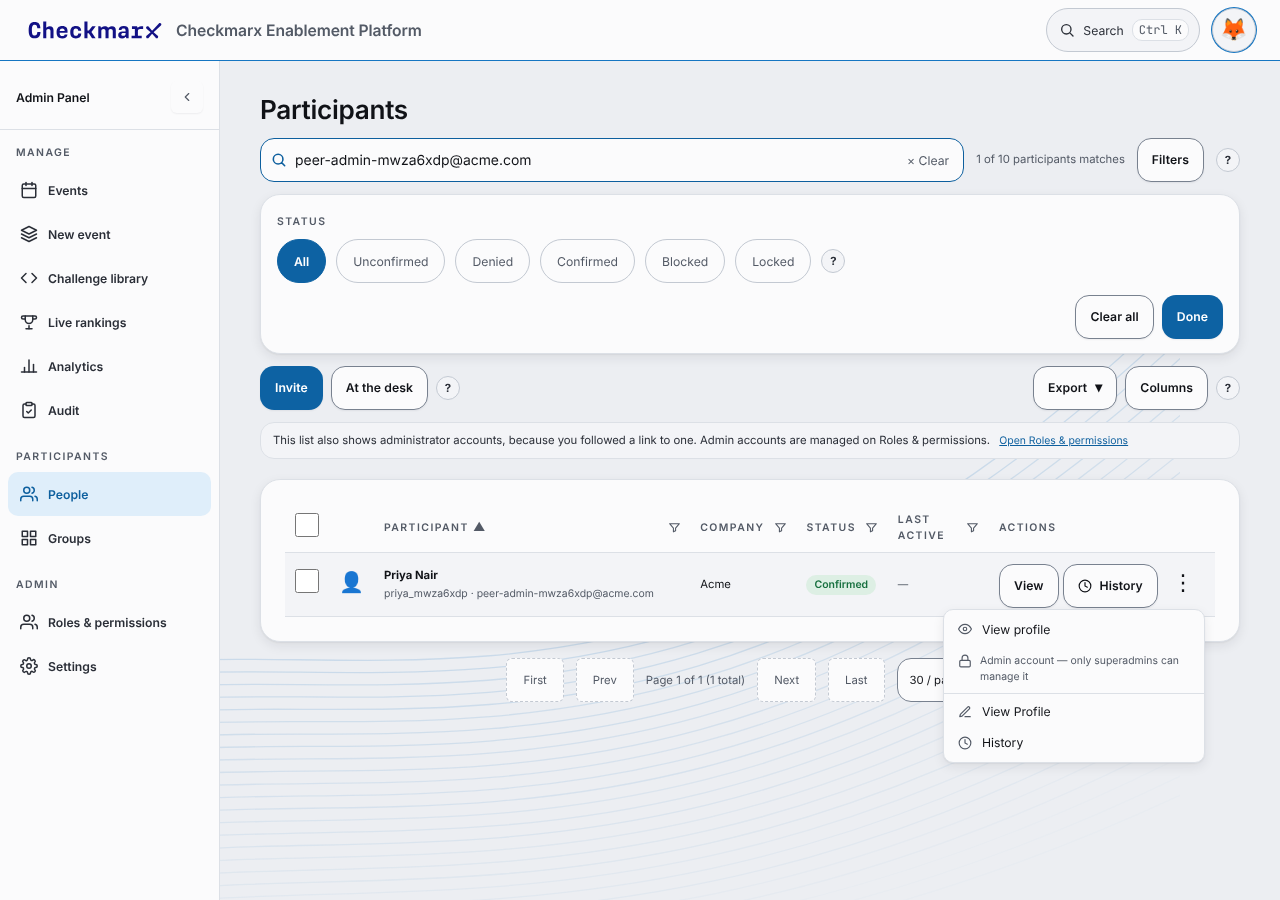 Checkmarx Checkmarx Enablement Platform Search Ctrl K
Admin Panel
MANAGE
Events
New event
Challenge library
Live rankings
Analytics
Audit
PARTICIPANTS
People
Groups
ADMIN
Roles & permissions
Settings
Participants
peer-admin-mwza6xdp@acme.com × Clear 1 of 10 participants matches Filters ?
STATUS
All Unconfirmed Denied Confirmed Blocked Locked ?
Clear all Done
Invite At the desk ? Export ▼ Columns ?
This list also shows administrator accounts, because you followed a link to one. Admin accounts are managed on Roles & permissions. Open Roles & permissions
PARTICIPANT ▲ COMPANY STATUS LAST ACTIVE ACTIONS
Priya Nair
priya_mwza6xdp · peer-admin-mwza6xdp@acme.com Acme Confirmed — View History ⋮
View profile
Admin account — only superadmins can
manage it
View Profile
History
First Prev Page 1 of 1 (1 total) Next Last 30 / pa